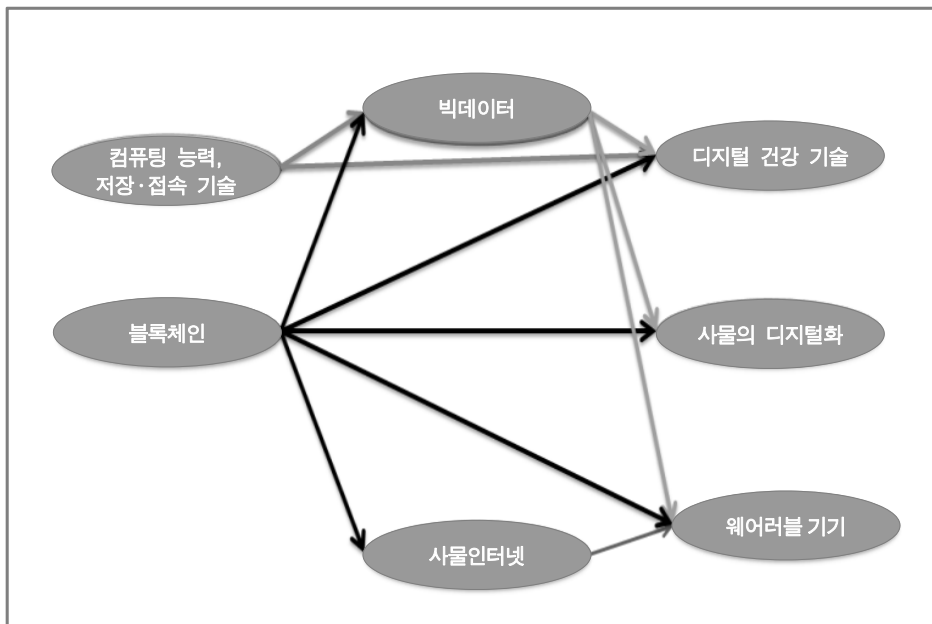 빅데이터
컴퓨팅 능력,
저장·접속 기술
디지털 건강 기술
블록체인
사물의 디지털화
사물인터넷
웨어러블 기기